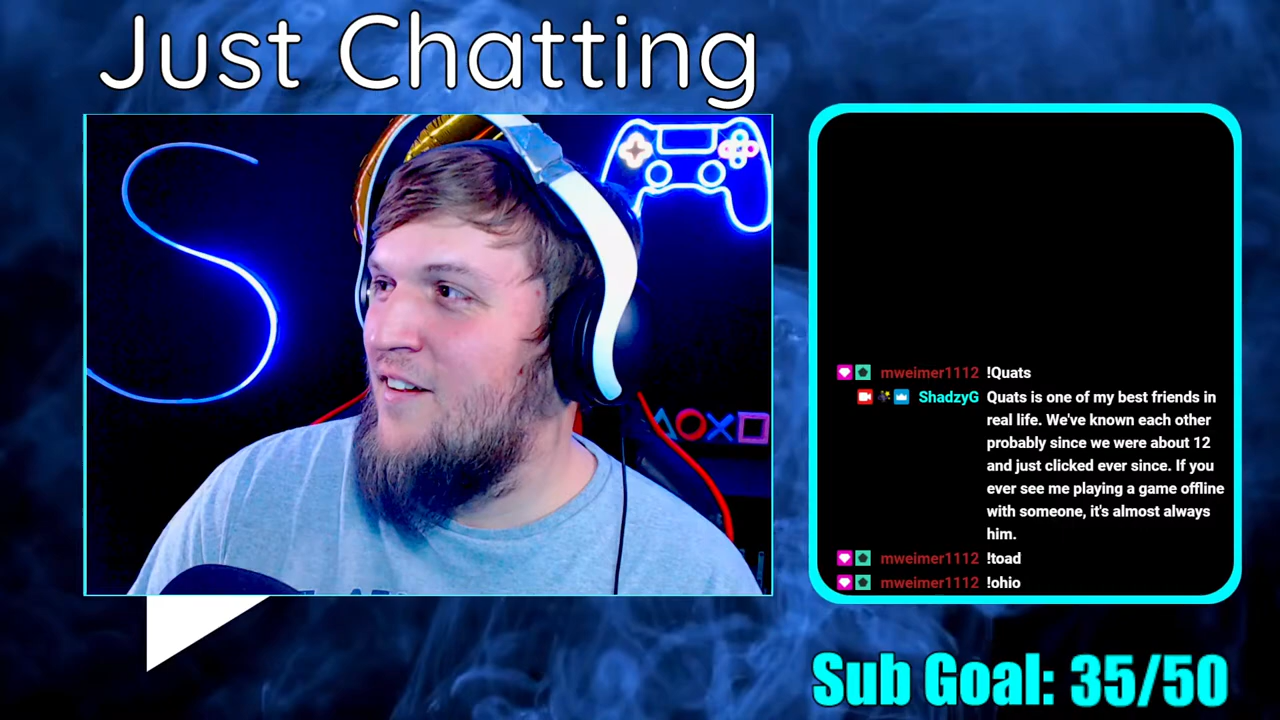 Just Chatting
mweimer1112 !Quats
ShadzyG Quats is one of my best friends in
real life. We've known each other
probably since we were about 12
and just clicked ever since. If you
ever see me playing a game offline
with someone, it's almost always
him.
mweimer1112 !toad
mweimer1112 !ohio
Sub Goal: 35/50